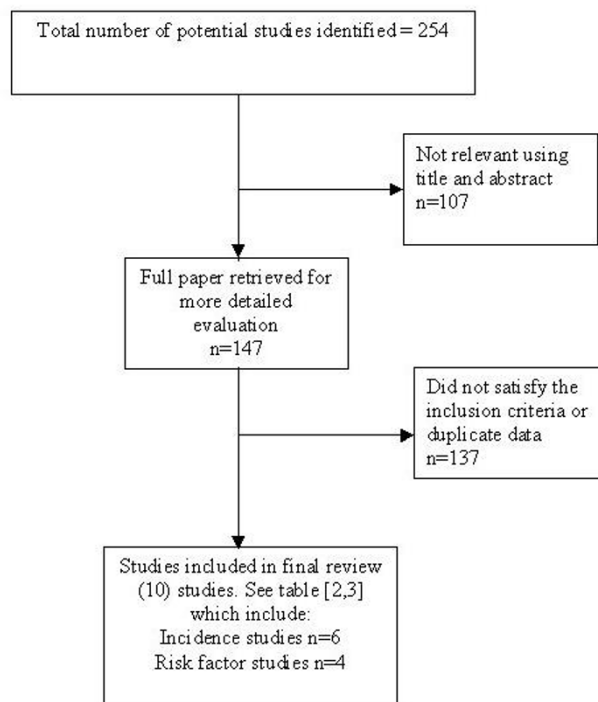 Total number of potential studies identified = 254
Not relevant using
title and abstract
n=107
Full paper retrieved for
more detailed
evaluation
n=147
Did not satisfy the
inclusion criteria or
duplicate data
n=137
Studies included in final review
(10) studies. See table [2,3]
which include:
Incidence studies n=6
Risk factor studies n=4